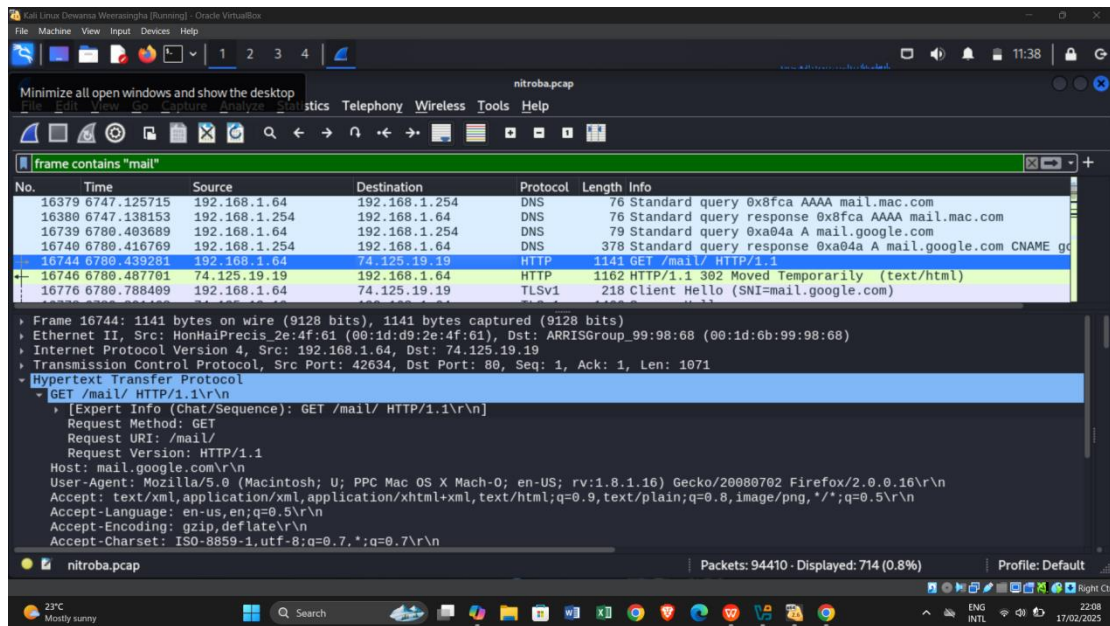 Kali Linux Dewansa Weerasingha [Running] - Oracle VirtualBox
File Machine View Input Devices Help
1 2 3 4 11:38
Minimize all open windows and show the desktop
nitroba.pcap
File Edit View Go Capture Analyze Statistics Telephony Wireless Tools Help
frame contains "mail"
No. Time Source Destination Protocol Length Info
16379 6747.125715 192.168.1.64 192.168.1.254 DNS 76 Standard query 0x8fca AAAA mail.mac.com
16380 6747.138153 192.168.1.254 192.168.1.64 DNS 76 Standard query response 0x8fca AAAA mail.mac.com
16739 6780.403689 192.168.1.64 192.168.1.254 DNS 79 Standard query 0xa04a A mail.google.com
16740 6780.416769 192.168.1.254 192.168.1.64 DNS 378 Standard query response 0xa04a A mail.google.com CNAME go
16744 6780.439281 192.168.1.64 74.125.19.19 HTTP 1141 GET /mail/ HTTP/1.1
16746 6780.487701 74.125.19.19 192.168.1.64 HTTP 1162 HTTP/1.1 302 Moved Temporarily (text/html)
16776 6780.788409 192.168.1.64 74.125.19.19 TLSv1 218 Client Hello (SNI=mail.google.com)
Frame 16744: 1141 bytes on wire (9128 bits), 1141 bytes captured (9128 bits)
Ethernet II, Src: HonHaiPrecis_2e:4f:61 (00:1d:d9:2e:4f:61), Dst: ARRISGroup_99:98:68 (00:1d:6b:99:98:68)
Internet Protocol Version 4, Src: 192.168.1.64, Dst: 74.125.19.19
Transmission Control Protocol, Src Port: 42634, Dst Port: 80, Seq: 1, Ack: 1, Len: 1071
Hypertext Transfer Protocol
GET /mail/ HTTP/1.1\r\n
[Expert Info (Chat/Sequence): GET /mail/ HTTP/1.1\r\n]
Request Method: GET
Request URI: /mail/
Request Version: HTTP/1.1
Host: mail.google.com\r\n
User-Agent: Mozilla/5.0 (Macintosh; U; PPC Mac OS X Mach-O; en-US; rv:1.8.1.16) Gecko/20080702 Firefox/2.0.0.16\r\n
Accept: text/xml,application/xml,application/xhtml+xml,text/html;q=0.9,text/plain;q=0.8,image/png,*/*;q=0.5\r\n
Accept-Language: en-us,en;q=0.5\r\n
Accept-Encoding: gzip,deflate\r\n
Accept-Charset: ISO-8859-1,utf-8;q=0.7,*;q=0.7\r\n
nitroba.pcap Packets: 94410 · Displayed: 714 (0.8%) Profile: Default
Right Ct
23°C
Mostly sunny
Search
ENG
INTL
22:08
17/02/2025